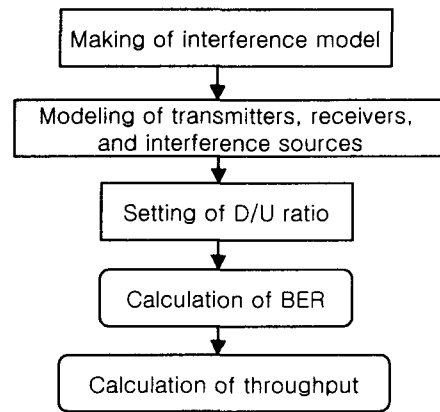 Making of interference model
Modeling of transmitters, receivers,
and interference sources
Setting of D/U ratio
Calculation of BER
Calculation of throughput